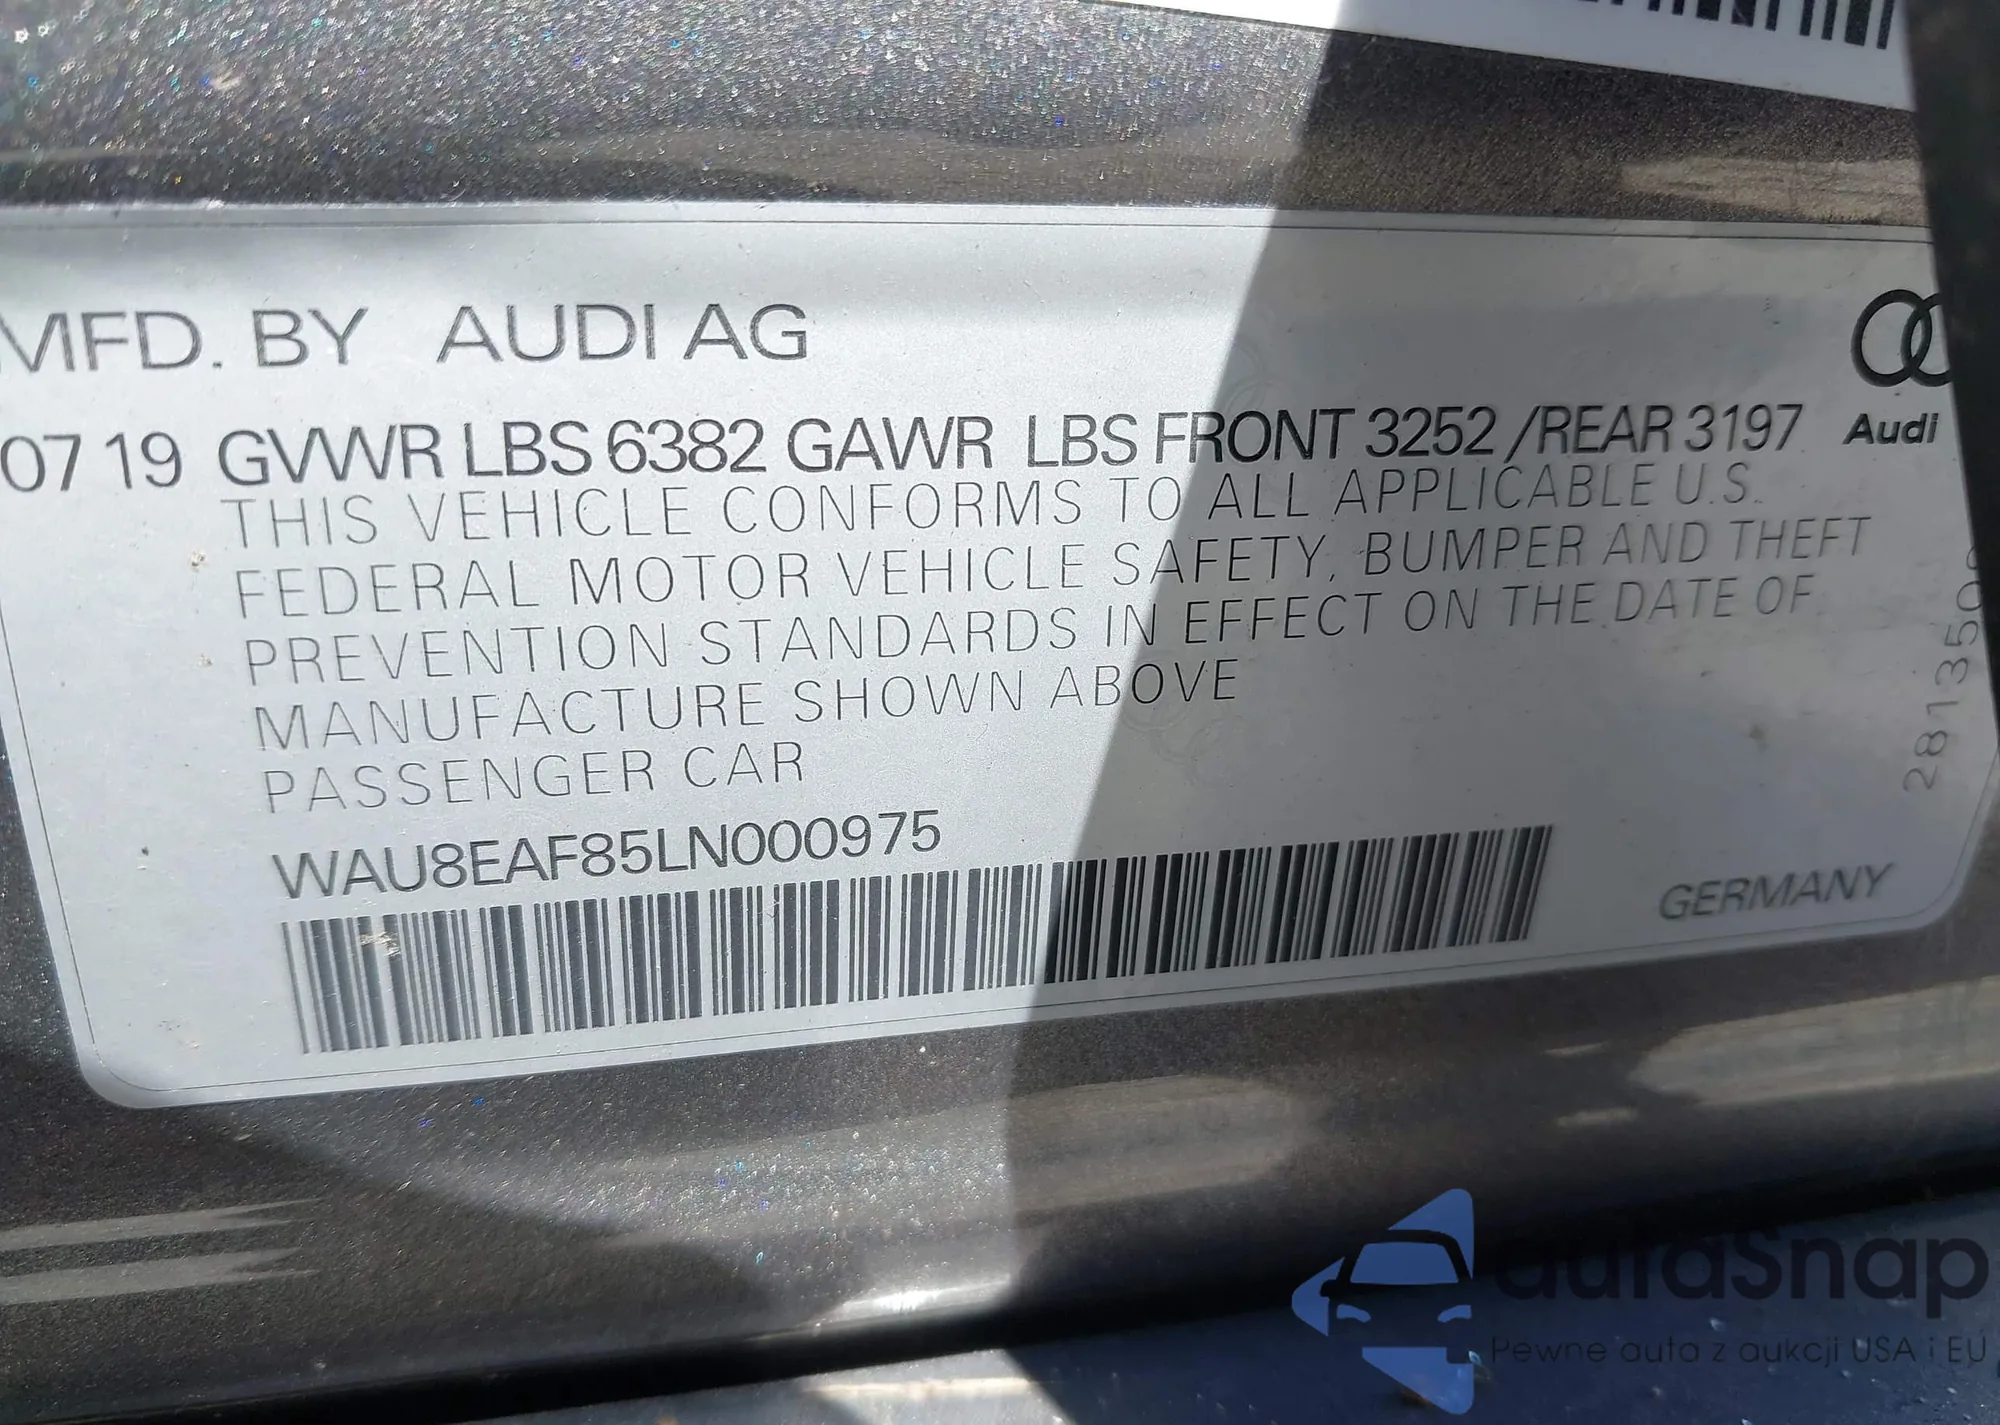 MFD. BY AUDI AG
07 19 GVWR LBS 6382 GAWR LBS FRONT 3252 /REAR 3197
Audi
THIS VEHICLE CONFORMS TO ALL APPLICABLE U.S.
FEDERAL MOTOR VEHICLE SAFETY, BUMPER AND THEFT
PREVENTION STANDARDS IN EFFECT ON THE DATE OF
MANUFACTURE SHOWN ABOVE
PASSENGER CAR
WAU8EAF85LN000975
GERMANY
autaSnap
Pewne auta z aukcji USA i EU